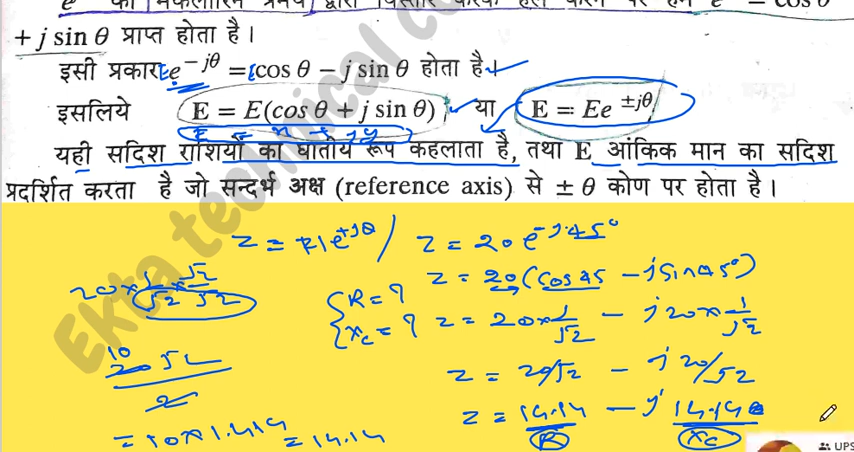 + j sin θ प्राप्त होता है।
इसी प्रकार e^−jθ = cos θ − j sin θ होता है।
इसलिये E = E(cos θ + j sin θ) या E = Ee^±jθ
E = x + jy
यही सदिश राशियों का घातीय रूप कहलाता है, तथा E आंकिक मान का सदिश
प्रदर्शित करता है जो सन्दर्भ अक्ष (reference axis) से ± θ कोण पर होता है।
Z = 20 e^−j45°
Z = 20 (cos 45 − j sin 45°)
R = ?
Xc = ?
Z = 20 × 1/√2 − j 20 × 1/√2
Z = 20/√2 − j 20/√2
Z = 14.14 − j 14.14
R Xc
20 × 1/√2 × √2/√2
10
20√2
2
= 10 × 1.414 = 14.14
Ekta technical
UPS